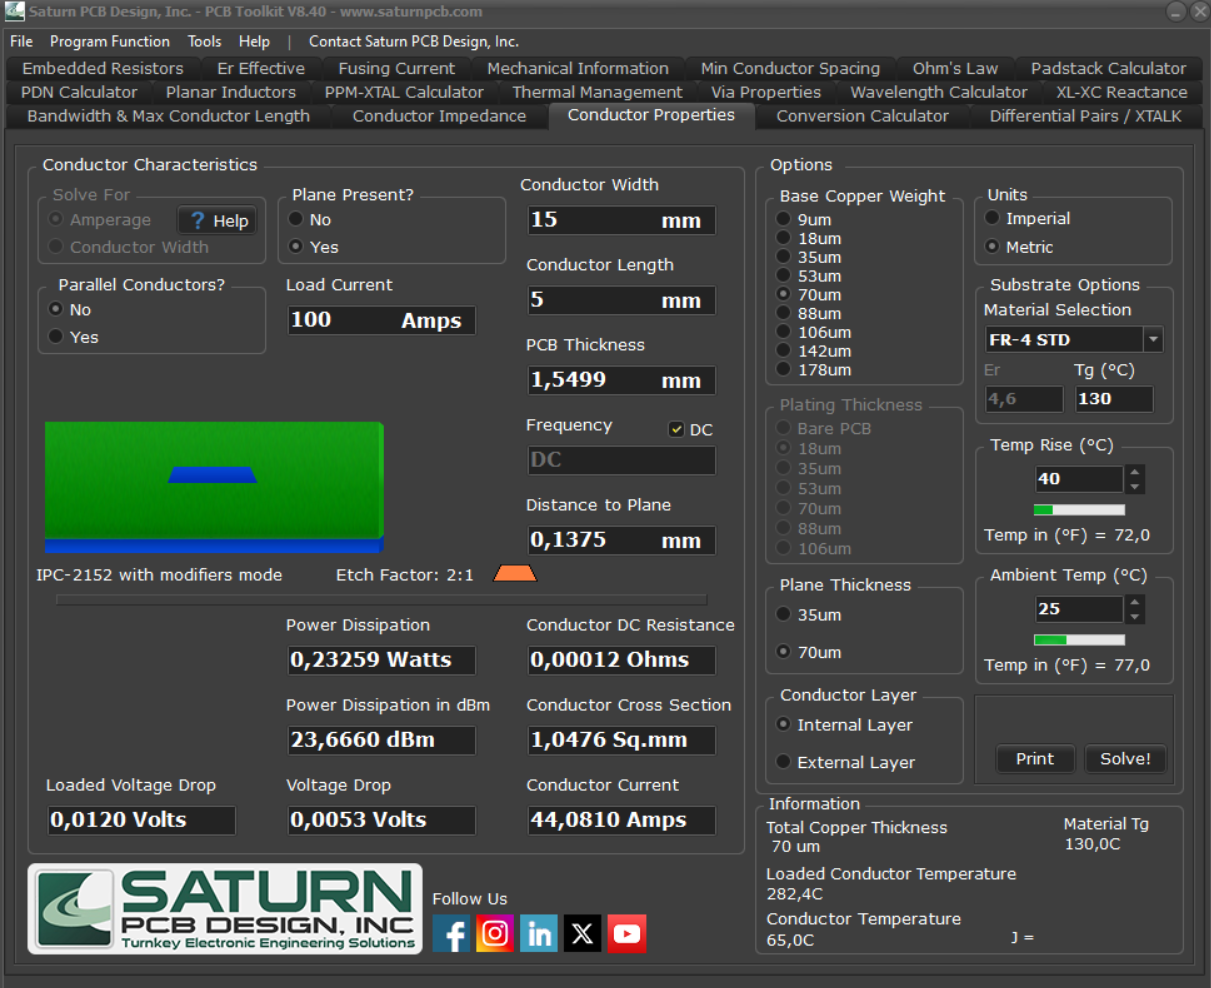 Saturn PCB Design, Inc. - PCB Toolkit V8.40 - www.saturnpcb.com
File Program Function Tools Help | Contact Saturn PCB Design, Inc.
Embedded Resistors Er Effective Fusing Current Mechanical Information Min Conductor Spacing Ohm's Law Padstack Calculator
PDN Calculator Planar Inductors PPM-XTAL Calculator Thermal Management Via Properties Wavelength Calculator XL-XC Reactance
Bandwidth & Max Conductor Length Conductor Impedance Conductor Properties Conversion Calculator Differential Pairs / XTALK
Conductor Characteristics
Solve For
Amperage
? Help
Conductor Width
Plane Present?
No
Yes
Parallel Conductors?
No
Yes
Load Current
100 Amps
Conductor Width
15 mm
Conductor Length
5 mm
PCB Thickness
1,5499 mm
Frequency
DC
DC
Distance to Plane
0,1375 mm
IPC-2152 with modifiers mode
Etch Factor: 2:1
Power Dissipation
0,23259 Watts
Conductor DC Resistance
0,00012 Ohms
Power Dissipation in dBm
23,6660 dBm
Conductor Cross Section
1,0476 Sq.mm
Loaded Voltage Drop
0,0120 Volts
Voltage Drop
0,0053 Volts
Conductor Current
44,0810 Amps
SATURN
PCB DESIGN, INC
Turnkey Electronic Engineering Solutions
Follow Us
f
in
X
Options
Base Copper Weight
9um
18um
35um
53um
70um
88um
106um
142um
178um
Plating Thickness
Bare PCB
18um
35um
53um
70um
88um
106um
Plane Thickness
35um
70um
Conductor Layer
Internal Layer
External Layer
Units
Imperial
Metric
Substrate Options
Material Selection
FR-4 STD
Er
4,6
Tg (°C)
130
Temp Rise (°C)
40
Temp in (°F) = 72,0
Ambient Temp (°C)
25
Temp in (°F) = 77,0
Print
Solve!
Information
Total Copper Thickness
70 um
Material Tg
130,0C
Loaded Conductor Temperature
282,4C
Conductor Temperature
65,0C
J =